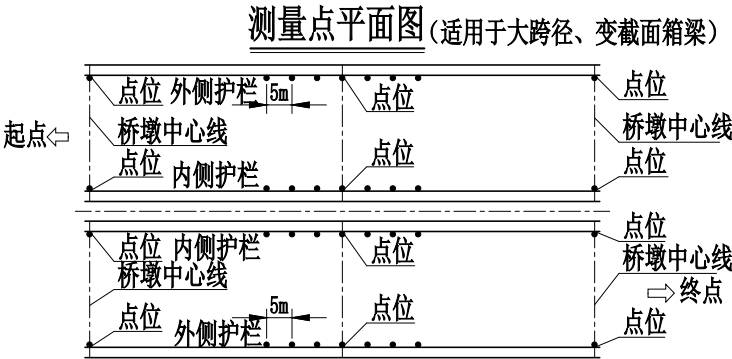 测量点平面图(适用于大跨径、变截面箱梁)
点位 外侧护栏 点位 点位
5m
起点 桥墩中心线 桥墩中心线
点位 内侧护栏 点位 点位
点位 内侧护栏 点位 点位
桥墩中心线 桥墩中心线
5m 终点
点位 外侧护栏 点位 点位